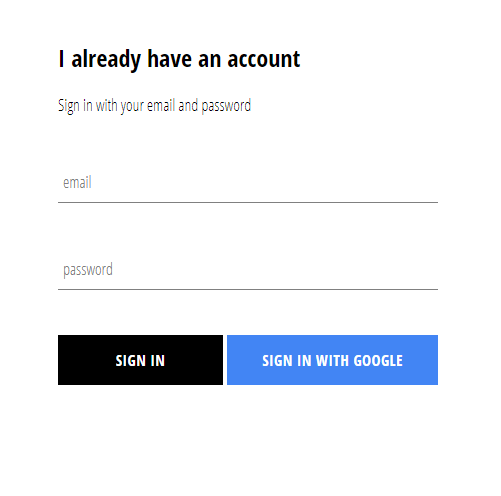 I already have an account
Sign in with your email and password
email
password
SIGN IN
SIGN IN WITH GOOGLE